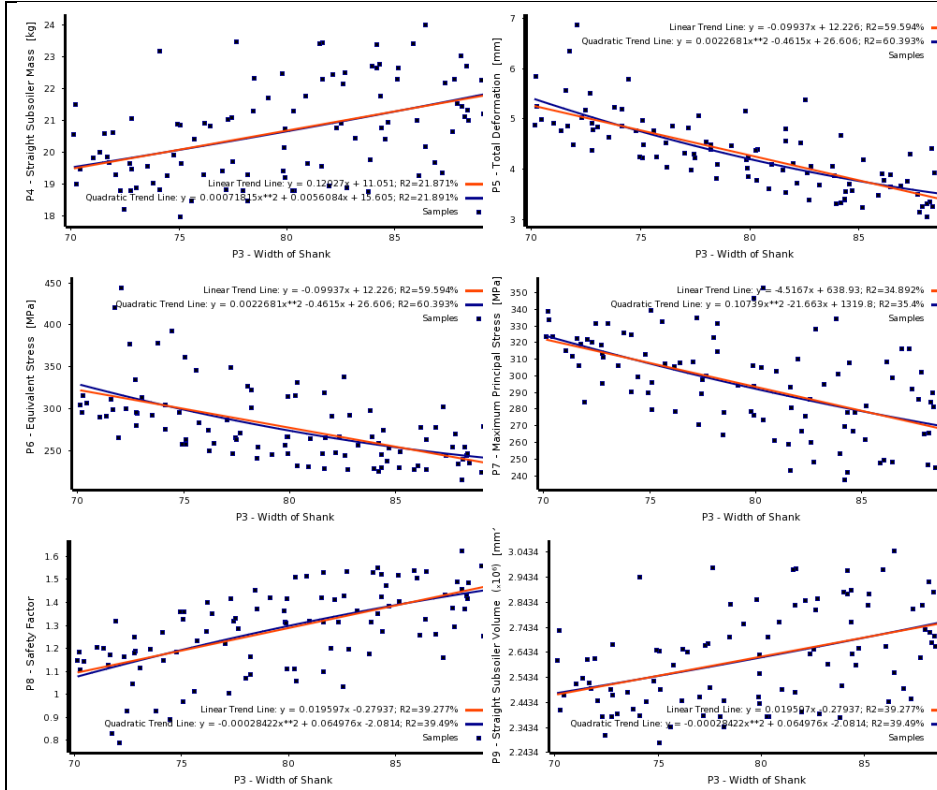 P4 - Straight Subsoiler Mass [kg]
24
23
22
21
20
19
18
70
75
80
85
Linear Trend Line: y = 0.12027x + 11.051; R2=21.871%
Quadratic Trend Line: y = 0.00071815x**2 + 0.0056084x + 15.605; R2=21.891%
Samples
P3 - Width of Shank
P5 - Total Deformation [mm]
7
6
5
4
3
70
75
80
85
Linear Trend Line: y = -0.09937x + 12.226; R2=59.594%
Quadratic Trend Line: y = 0.0022681x**2 -0.4615x + 26.606; R2=60.393%
Samples
P3 - Width of Shank
P6 - Equivalent Stress [MPa]
450
400
350
300
250
70
75
80
85
Linear Trend Line: y = -0.09937x + 12.226; R2=59.594%
Quadratic Trend Line: y = 0.0022681x**2 -0.4615x + 26.606; R2=60.393%
Samples
P3 - Width of Shank
P7 - Maximum Principal Stress [MPa]
350
340
330
320
310
300
290
280
270
260
250
240
70
75
80
85
Linear Trend Line: y = -4.5167x + 638.93; R2=34.892%
Quadratic Trend Line: y = 0.10739x**2 -21.663x + 1319.8; R2=35.4%
Samples
P3 - Width of Shank
P8 - Safety Factor
1.6
1.5
1.4
1.3
1.2
1.1
1
0.9
0.8
70
75
80
85
Linear Trend Line: y = 0.019597x -0.27937; R2=39.277%
Quadratic Trend Line: y = -0.00028422x**2 + 0.064976x -2.0814; R2=39.49%
Samples
P3 - Width of Shank
P9 - Straight Subsoiler Volume (x10⁶) [mm³
3.0434
2.9434
2.8434
2.7434
2.6434
2.5434
2.4434
2.3434
2.2434
70
75
80
85
Linear Trend Line: y = 0.019597x -0.27937; R2=39.277%
Quadratic Trend Line: y = -0.00028422x**2 + 0.064976x -2.0814; R2=39.49%
Samples
P3 - Width of Shank